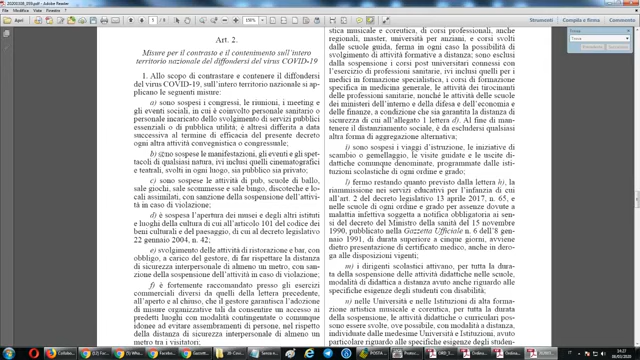 20200308_059.pdf - Adobe Reader
File Modifica Vista Finestra ?
Apri
150%
Strumenti
Compila e firma
Commento
Trova
Art. 2.
Misure per il contrasto e il contenimento sull'intero
territorio nazionale del diffondersi del virus COVID-19
1. Allo scopo di contrastare e contenere il diffondersi
del virus COVID-19, sull'intero territorio nazionale si ap-
plicano le seguenti misure:
a) sono sospesi i congressi, le riunioni, i meeting e
gli eventi sociali, in cui è coinvolto personale sanitario o
personale incaricato dello svolgimento di servizi pubblici
essenziali o di pubblica utilità; è altresì differita a data
successiva al termine di efficacia del presente decreto
ogni altra attività convegnistica o congressuale;
b) sono sospese le manifestazioni, gli eventi e gli spet-
tacoli di qualsiasi natura, ivi inclusi quelli cinematografici
e teatrali, svolti in ogni luogo, sia pubblico sia privato;
c) sono sospese le attività di pub, scuole di ballo,
sale giochi, sale scommesse e sale bingo, discoteche e lo-
cali assimilati, con sanzione della sospensione dell'attivi-
tà in caso di violazione;
d) è sospesa l'apertura dei musei e degli altri istituti
e luoghi della cultura di cui all'articolo 101 del codice dei
beni culturali e del paesaggio, di cui al decreto legislativo
22 gennaio 2004, n. 42;
e) svolgimento delle attività di ristorazione e bar, con
obbligo, a carico del gestore, di far rispettare la distanza
di sicurezza interpersonale di almeno un metro, con san-
zione della sospensione dell'attività in caso di violazione;
f) è fortemente raccomandato presso gli esercizi
commerciali diversi da quelli della lettera precedente,
all'aperto e al chiuso, che il gestore garantisca l'adozione
di misure organizzative tali da consentire un accesso ai
predetti luoghi con modalità contingentate o comunque
idonee ad evitare assembramenti di persone, nel rispetto
della distanza di sicurezza interpersonale di almeno un
metro tra i visitatori;
stica musicale e coreutica, di corsi professionali, anche
regionali, master, università per anziani, e corsi svolti
dalle scuole guida, ferma in ogni caso la possibilità di
svolgimento di attività formative a distanza; sono esclusi
dalla sospensione i corsi post universitari connessi con
l'esercizio di professioni sanitarie, ivi inclusi quelli per i
medici in formazione specialistica, i corsi di formazione
specifica in medicina generale, le attività dei tirocinanti
delle professioni sanitarie, nonché le attività delle scuole
dei ministeri dell'interno e della difesa e dell'economia e
delle finanze, a condizione che sia garantita la distanza di
sicurezza di cui all'allegato 1 lettera d). Al fine di mante-
nere il distanziamento sociale, è da escludersi qualsiasi
altra forma di aggregazione alternativa;
i) sono sospesi i viaggi d'istruzione, le iniziative di
scambio o gemellaggio, le visite guidate e le uscite di-
dattiche comunque denominate, programmate dalle isti-
tuzioni scolastiche di ogni ordine e grado;
l) fermo restando quanto previsto dalla lettera h), la
riammissione nei servizi educativi per l'infanzia di cui
all'art. 2 del decreto legislativo 13 aprile 2017, n. 65, e
nelle scuole di ogni ordine e grado per assenze dovute a
malattia infettiva soggetta a notifica obbligatoria ai sen-
si del decreto del Ministro della sanità del 15 novembre
1990, pubblicato nella Gazzetta Ufficiale n. 6 dell'8 gen-
naio 1991, di durata superiore a cinque giorni, avviene
dietro presentazione di certificato medico, anche in dero-
ga alle disposizioni vigenti;
m) i dirigenti scolastici attivano, per tutta la dura-
ta della sospensione delle attività didattiche nelle scuole,
modalità di didattica a distanza avuto anche riguardo alle
specifiche esigenze degli studenti con disabilità;
n) nelle Università e nelle Istituzioni di alta forma-
zione artistica musicale e coreutica, per tutta la durata
della sospensione, le attività didattiche o curriculari pos-
sono essere svolte, ove possibile, con modalità a distanza,
individuate dalle medesime Università e Istituzioni, avuto
particolare riguardo alle specifiche esigenze degli studen-
14:27
08/03/2020